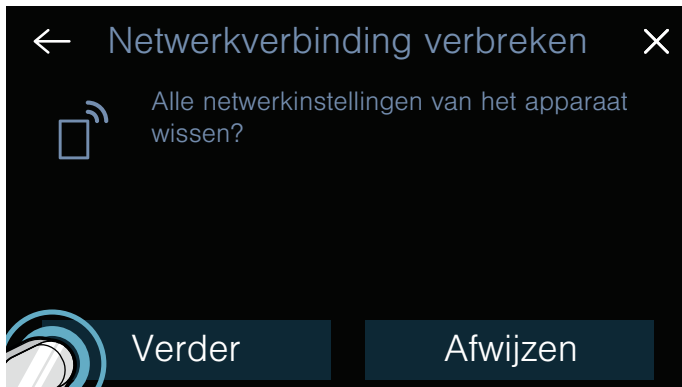 Netwerkverbinding verbreken
Alle netwerkinstellingen van het apparaat
wissen?
Verder
Afwijzen